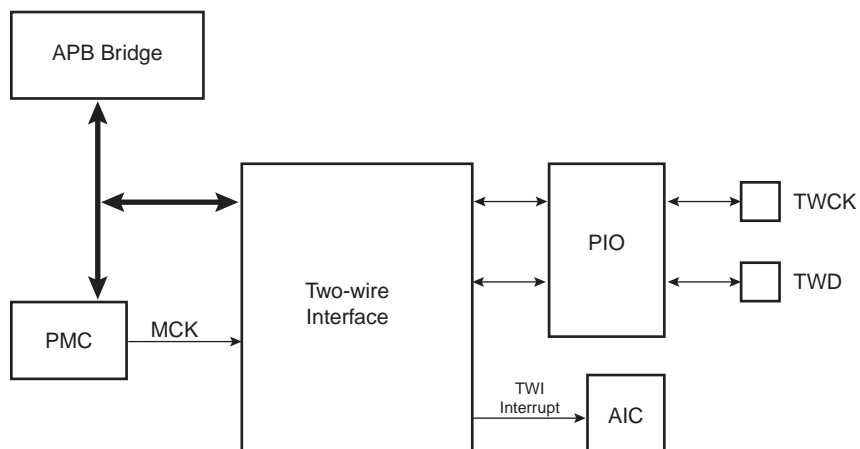 APB Bridge
TWCK
PIO
TWD
Two-wire
Interface
MCK
PMC
TWI
Interrupt
AIC